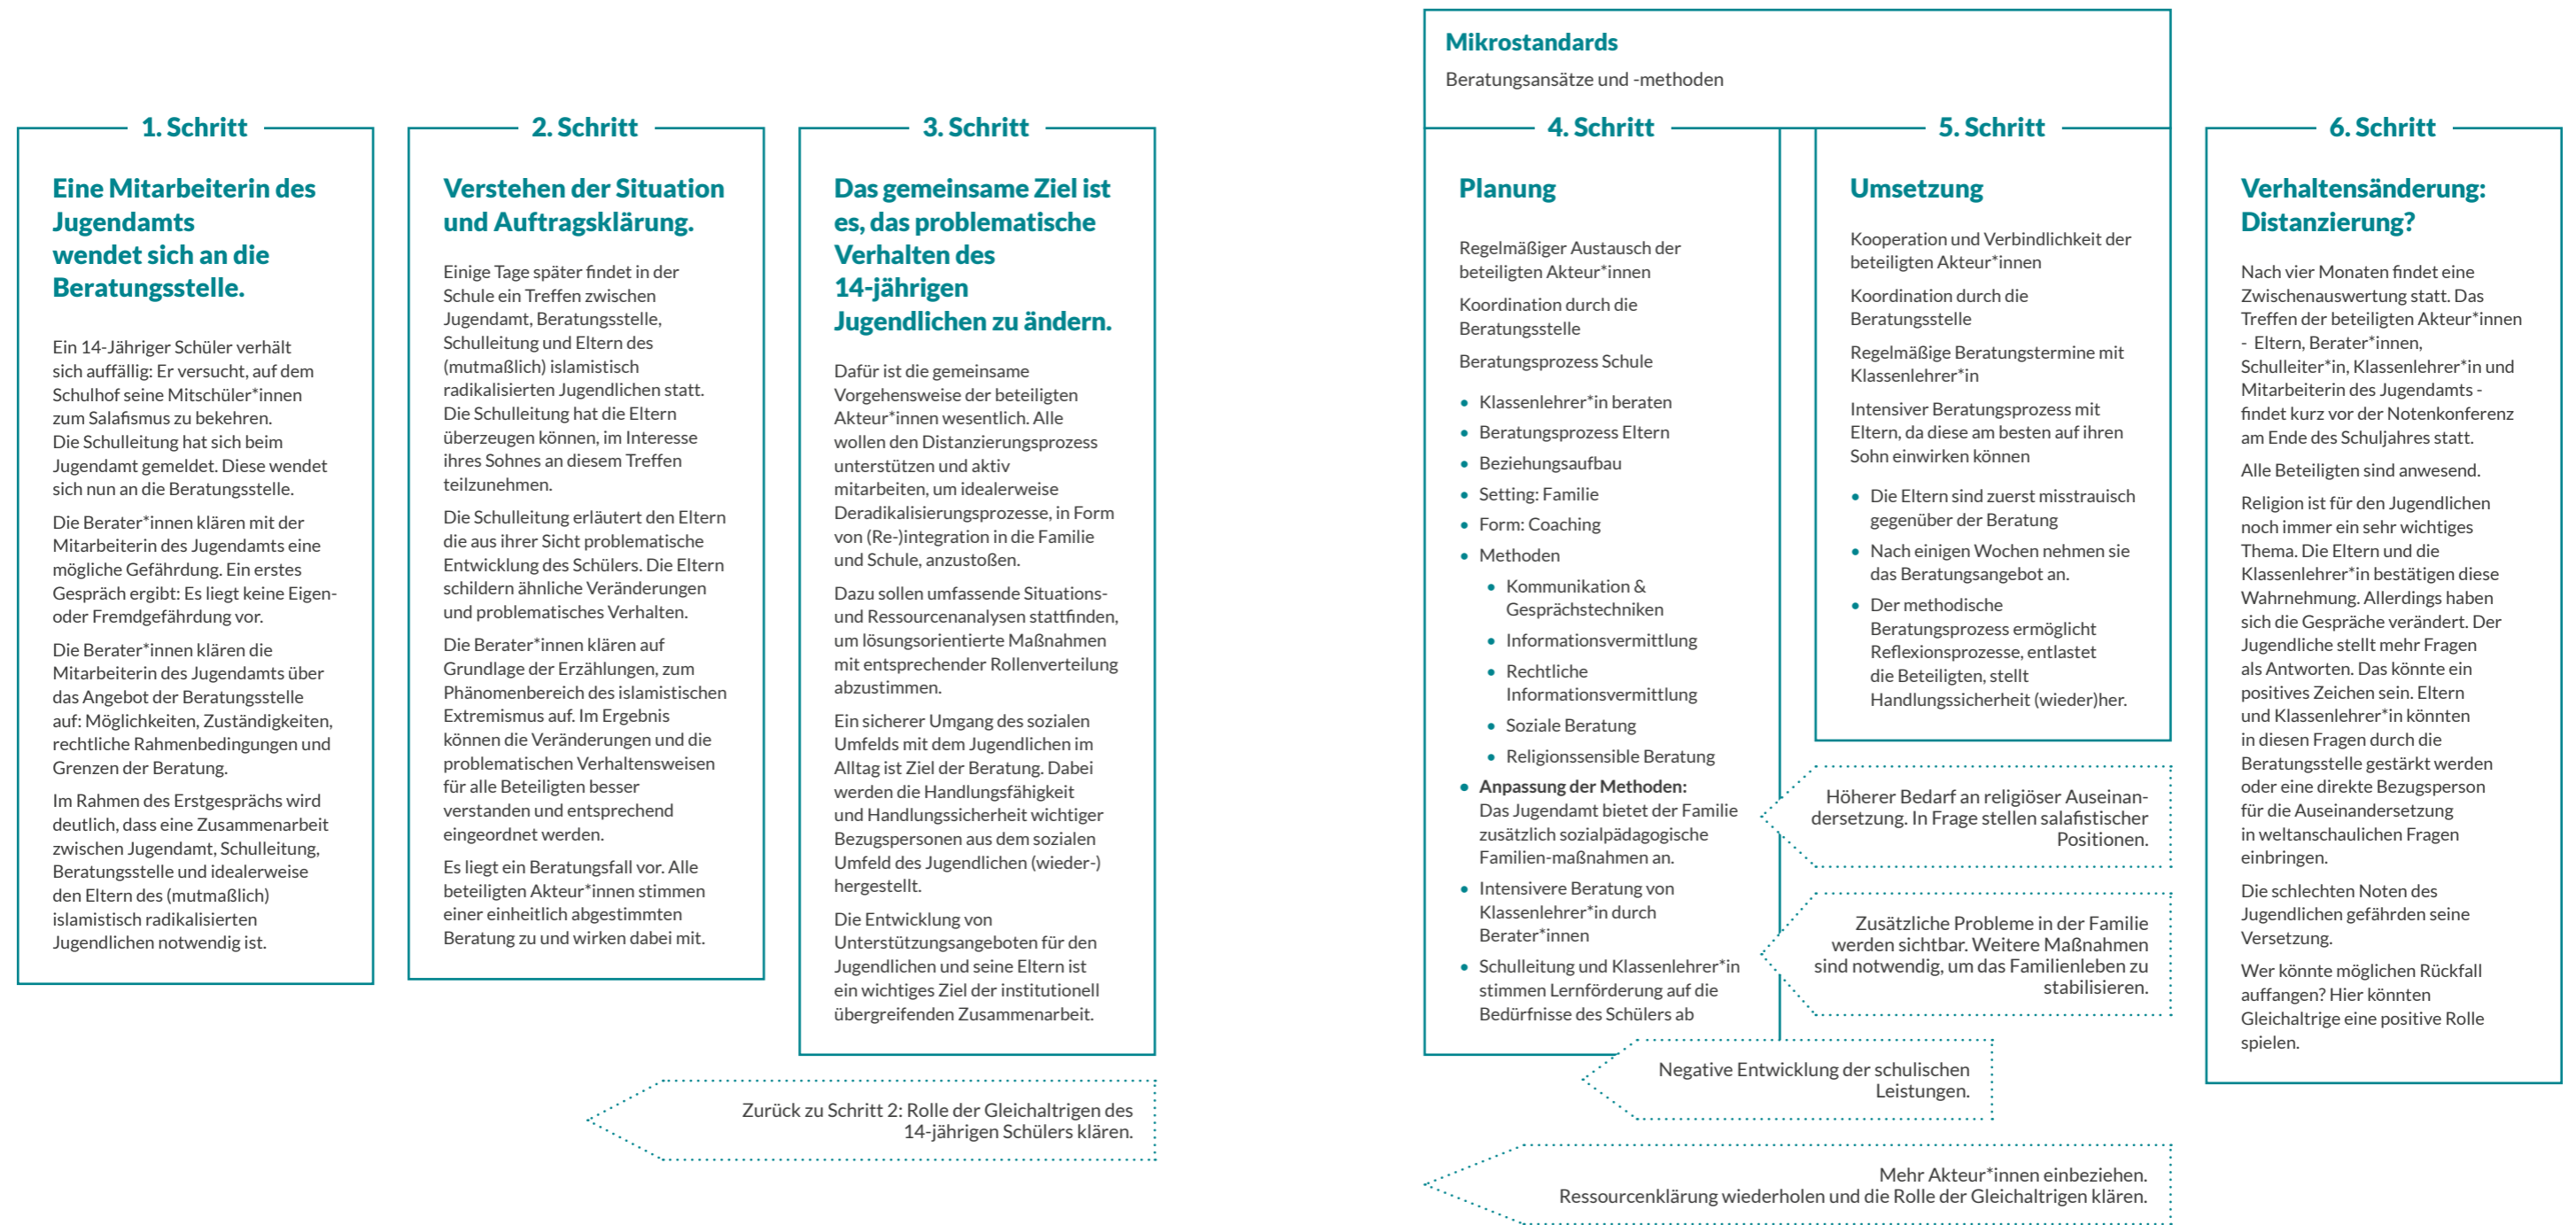 1. Schritt
Eine Mitarbeiterin des
Jugendamts
wendet sich an die
Beratungsstelle.
Ein 14-Jähriger Schüler verhält
sich auffällig: Er versucht, auf dem
Schulhof seine Mitschüler*innen
zum Salafismus zu bekehren.
Die Schulleitung hat sich beim
Jugendamt gemeldet. Diese wendet
sich nun an die Beratungsstelle.
Die Berater*innen klären mit der
Mitarbeiterin des Jugendamts eine
mögliche Gefährdung. Ein erstes
Gespräch ergibt: Es liegt keine Eigen-
oder Fremdgefährdung vor.
Die Berater*innen klären die
Mitarbeiterin des Jugendamts über
das Angebot der Beratungsstelle
auf: Möglichkeiten, Zuständigkeiten,
rechtliche Rahmenbedingungen und
Grenzen der Beratung.
Im Rahmen des Erstgesprächs wird
deutlich, dass eine Zusammenarbeit
zwischen Jugendamt, Schulleitung,
Beratungsstelle und idealerweise
den Eltern des (mutmaßlich)
islamistisch radikalisierten
Jugendlichen notwendig ist.
2. Schritt
Verstehen der Situation
und Auftragsklärung.
Einige Tage später findet in der
Schule ein Treffen zwischen
Jugendamt, Beratungsstelle,
Schulleitung und Eltern des
(mutmaßlich) islamistisch
radikalisierten Jugendlichen statt.
Die Schulleitung hat die Eltern
überzeugen können, im Interesse
ihres Sohnes an diesem Treffen
teilzunehmen.
Die Schulleitung erläutert den Eltern
die aus ihrer Sicht problematische
Entwicklung des Schülers. Die Eltern
schildern ähnliche Veränderungen
und problematisches Verhalten.
Die Berater*innen klären auf
Grundlage der Erzählungen, zum
Phänomenbereich des islamistischen
Extremismus auf. Im Ergebnis
können die Veränderungen und die
problematischen Verhaltensweisen
für alle Beteiligten besser
verstanden und entsprechend
eingeordnet werden.
Es liegt ein Beratungsfall vor. Alle
beteiligten Akteur*innen stimmen
einer einheitlich abgestimmten
Beratung zu und wirken dabei mit.
3. Schritt
Das gemeinsame Ziel ist
es, das problematische
Verhalten des
14-jährigen
Jugendlichen zu ändern.
Dafür ist die gemeinsame
Vorgehensweise der beteiligten
Akteur*innen wesentlich. Alle
wollen den Distanzierungsprozess
unterstützen und aktiv
mitarbeiten, um idealerweise
Deradikalisierungsprozesse, in Form
von (Re-)integration in die Familie
und Schule, anzustoßen.
Dazu sollen umfassende Situations-
und Ressourcenanalysen stattfinden,
um lösungsorientierte Maßnahmen
mit entsprechender Rollenverteilung
abzustimmen.
Ein sicherer Umgang des sozialen
Umfelds mit dem Jugendlichen im
Alltag ist Ziel der Beratung. Dabei
werden die Handlungsfähigkeit
und Handlungssicherheit wichtiger
Bezugspersonen aus dem sozialen
Umfeld des Jugendlichen (wieder-)
hergestellt.
Die Entwicklung von
Unterstützungsangeboten für den
Jugendlichen und seine Eltern ist
ein wichtiges Ziel der institutionell
übergreifenden Zusammenarbeit.
Zurück zu Schritt 2: Rolle der Gleichaltrigen des
14-jährigen Schülers klären.
Mikrostandards
Beratungsansätze und -methoden
4. Schritt
Planung
Regelmäßiger Austausch der
beteiligten Akteur*innen
Koordination durch die
Beratungsstelle
Beratungsprozess Schule
• Klassenlehrer*in beraten
• Beratungsprozess Eltern
• Beziehungsaufbau
• Setting: Familie
• Form: Coaching
• Methoden
• Kommunikation &
Gesprächstechniken
• Informationsvermittlung
• Rechtliche
Informationsvermittlung
• Soziale Beratung
• Religionssensible Beratung
• Anpassung der Methoden:
Das Jugendamt bietet der Familie
zusätzlich sozialpädagogische
Familien-maßnahmen an.
• Intensivere Beratung von
Klassenlehrer*in durch
Berater*innen
• Schulleitung und Klassenlehrer*in
stimmen Lernförderung auf die
Bedürfnisse des Schülers ab
5. Schritt
Umsetzung
Kooperation und Verbindlichkeit der
beteiligten Akteur*innen
Koordination durch die
Beratungsstelle
Regelmäßige Beratungstermine mit
Klassenlehrer*in
Intensiver Beratungsprozess mit
Eltern, da diese am besten auf ihren
Sohn einwirken können
• Die Eltern sind zuerst misstrauisch
gegenüber der Beratung
• Nach einigen Wochen nehmen sie
das Beratungsangebot an.
• Der methodische
Beratungsprozess ermöglicht
Reflexionsprozesse, entlastet
die Beteiligten, stellt
Handlungssicherheit (wieder)her.
Höherer Bedarf an religiöser Auseinan-
dersetzung. In Frage stellen salafistischer
Positionen.
Zusätzliche Probleme in der Familie
werden sichtbar. Weitere Maßnahmen
sind notwendig, um das Familienleben zu
stabilisieren.
Negative Entwicklung der schulischen
Leistungen.
Mehr Akteur*innen einbeziehen.
Ressourcenklärung wiederholen und die Rolle der Gleichaltrigen klären.
6. Schritt
Verhaltensänderung:
Distanzierung?
Nach vier Monaten findet eine
Zwischenauswertung statt. Das
Treffen der beteiligten Akteur*innen
- Eltern, Berater*innen,
Schulleiter*in, Klassenlehrer*in und
Mitarbeiterin des Jugendamts -
findet kurz vor der Notenkonferenz
am Ende des Schuljahres statt.
Alle Beteiligten sind anwesend.
Religion ist für den Jugendlichen
noch immer ein sehr wichtiges
Thema. Die Eltern und die
Klassenlehrer*in bestätigen diese
Wahrnehmung. Allerdings haben
sich die Gespräche verändert. Der
Jugendliche stellt mehr Fragen
als Antworten. Das könnte ein
positives Zeichen sein. Eltern
und Klassenlehrer*in könnten
in diesen Fragen durch die
Beratungsstelle gestärkt werden
oder eine direkte Bezugsperson
für die Auseinandersetzung
in weltanschaulichen Fragen
einbringen.
Die schlechten Noten des
Jugendlichen gefährden seine
Versetzung.
Wer könnte möglichen Rückfall
auffangen? Hier könnten
Gleichaltrige eine positive Rolle
spielen.